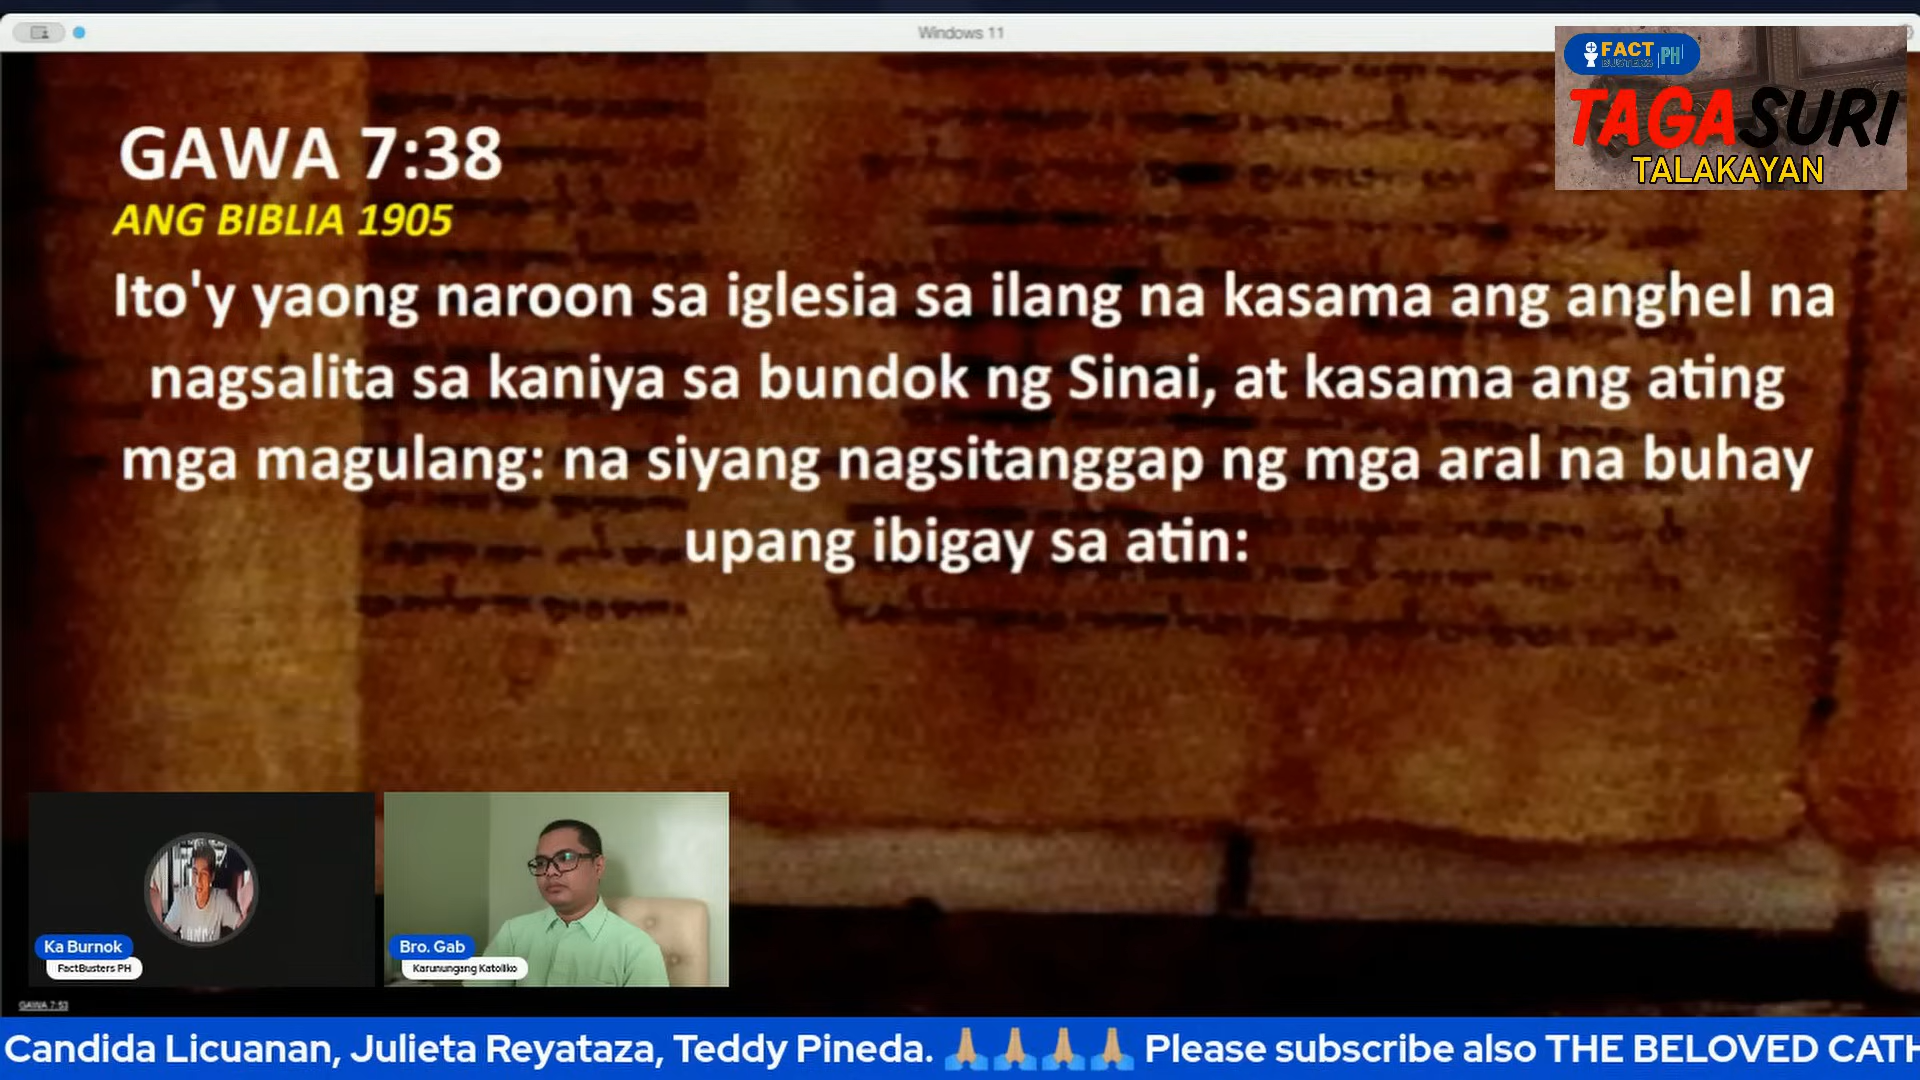 Windows 11
FACT
BUSTERS
PH
TAGASURI
TALAKAYAN
GAWA 7:38
ANG BIBLIA 1905
Ito'y yaong naroon sa iglesia sa ilang na kasama ang anghel na
nagsalita sa kaniya sa bundok ng Sinai, at kasama ang ating
mga magulang: na siyang nagsitanggap ng mga aral na buhay
upang ibigay sa atin:
Ka Burnok
FactBusters PH
Bro. Gab
Karunungang Katoliko
GAWA 7:53
Candida Licuanan, Julieta Reyataza, Teddy Pineda. 🙏🏼🙏🏼🙏🏼🙏🏼 Please subscribe also THE BELOVED CATH